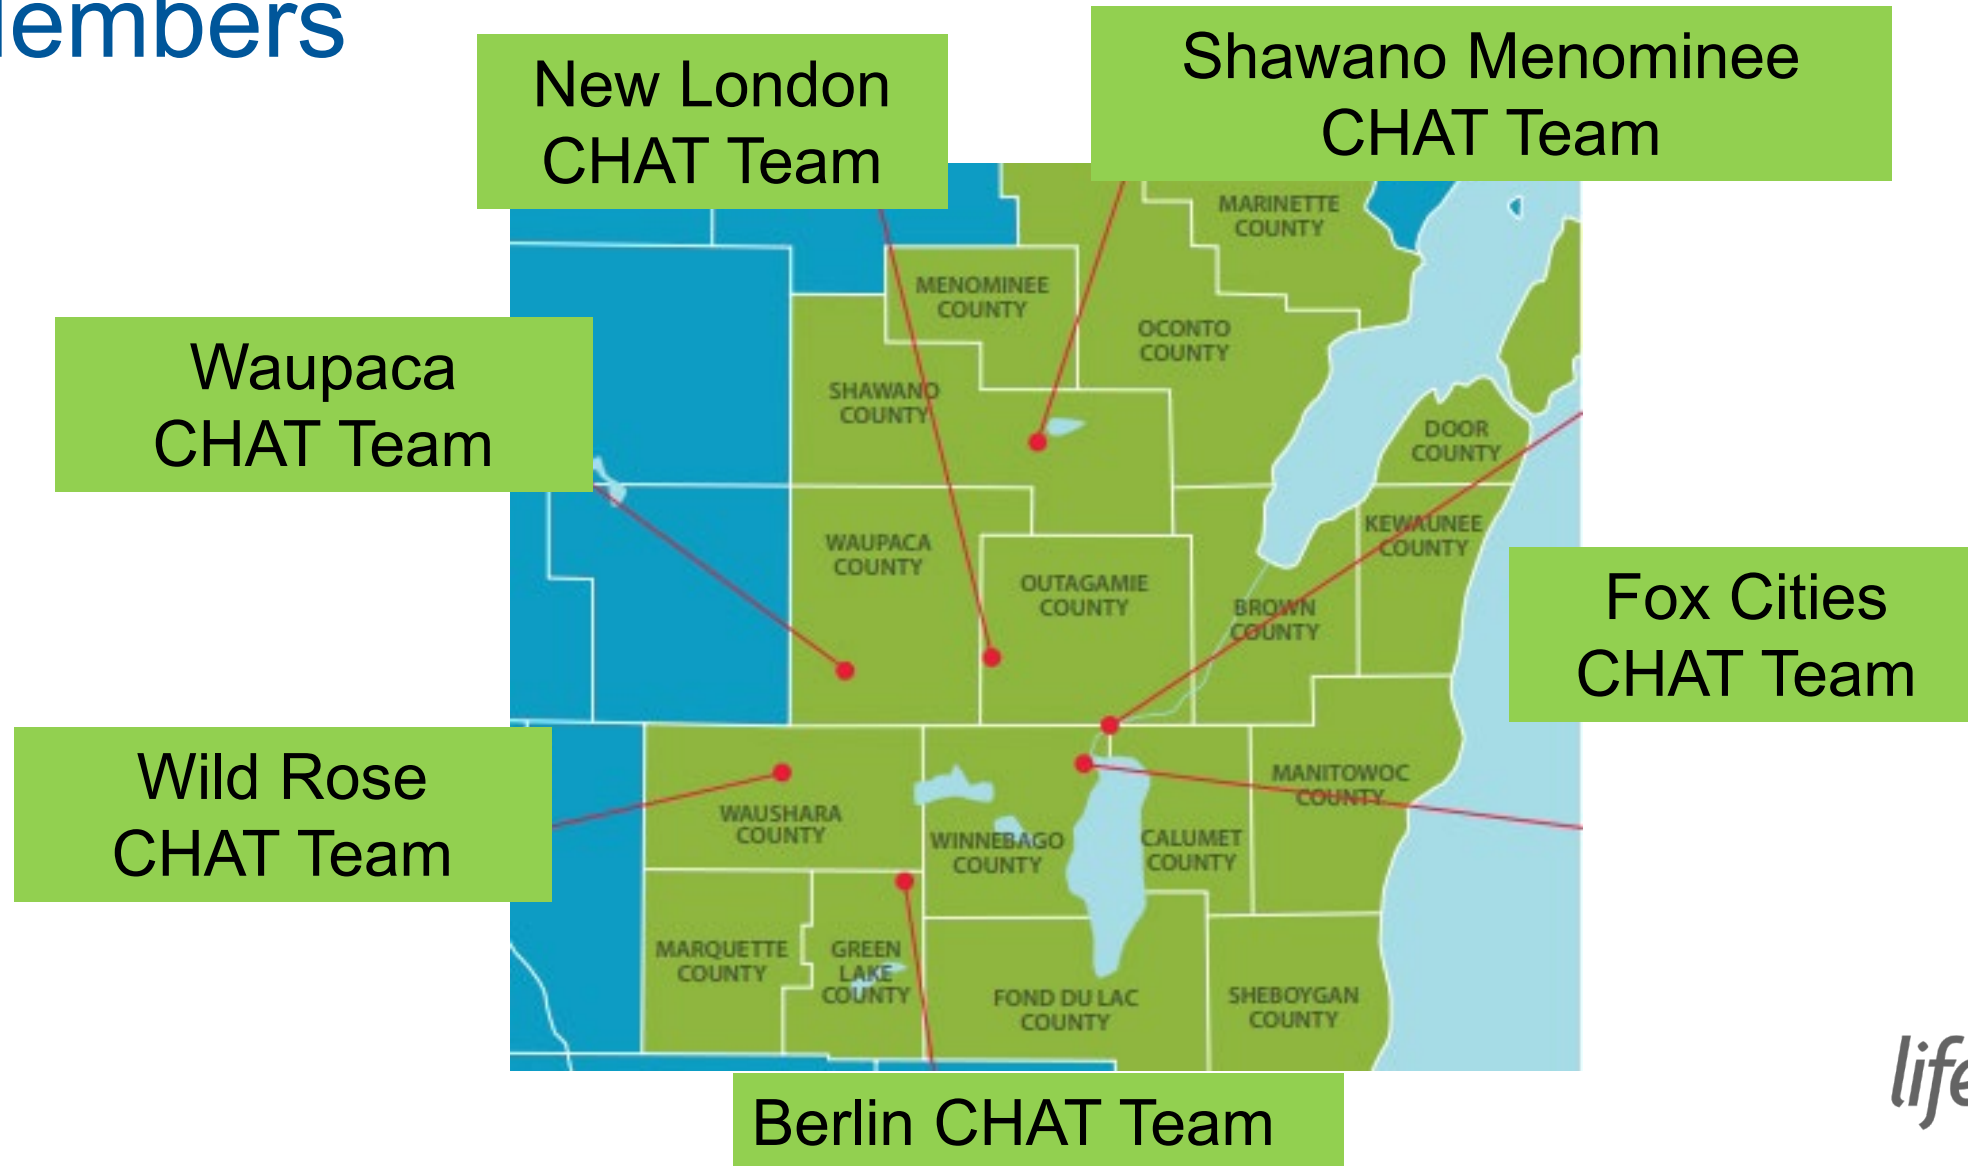 New London
CHAT Team
Shawano Menominee
CHAT Team
MARINETTE
COUNTY
MENOMINEE
COUNTY
OCONTO
COUNTY
Waupaca
CHAT Team
SHAWANO
COUNTY
DOOR
COUNTY
WAUPACA
COUNTY
KEWAUNEE
COUNTY
OUTAGAMIE
COUNTY
BROWN
COUNTY
Fox Cities
CHAT Team
Wild Rose
CHAT Team
WAUSHARA
COUNTY
WINNEBAGO
COUNTY
CALUMET
COUNTY
MANITOWOC
COUNTY
MARQUETTE
COUNTY
GREEN
LAKE
COUNTY
FOND DU LAC
COUNTY
SHEBOYGAN
COUNTY
Berlin CHAT Team